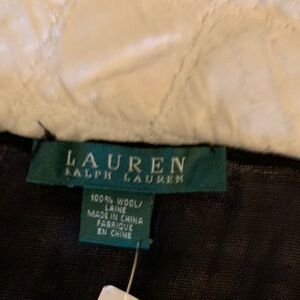 LAUREN
RALPH LAUREN
100% WOOL/
LAINE
MADE IN CHINA
FABRIQUE
EN CHINE